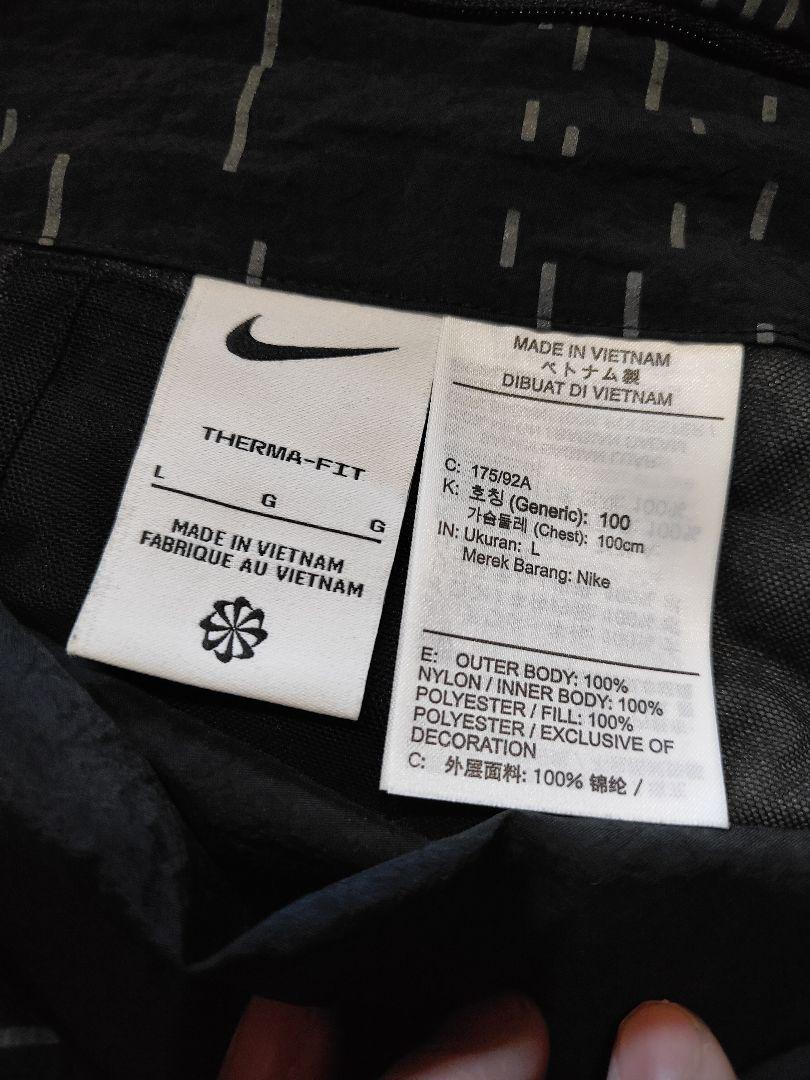 THERMA-FIT
L
G
G
MADE IN VIETNAM
FABRIQUE AU VIETNAM
MADE IN VIETNAM
ベトナム製
DIBUAT DI VIETNAM
C: 175/92A
K: 호칭 (Generic): 100
가슴둘레 (Chest): 100cm
IN: Ukuran: L
Merek Barang: Nike
E: OUTER BODY: 100%
NYLON / INNER BODY: 100%
POLYESTER / FILL: 100%
POLYESTER / EXCLUSIVE OF
DECORATION
C: 外层面料: 100% 锦纶 /